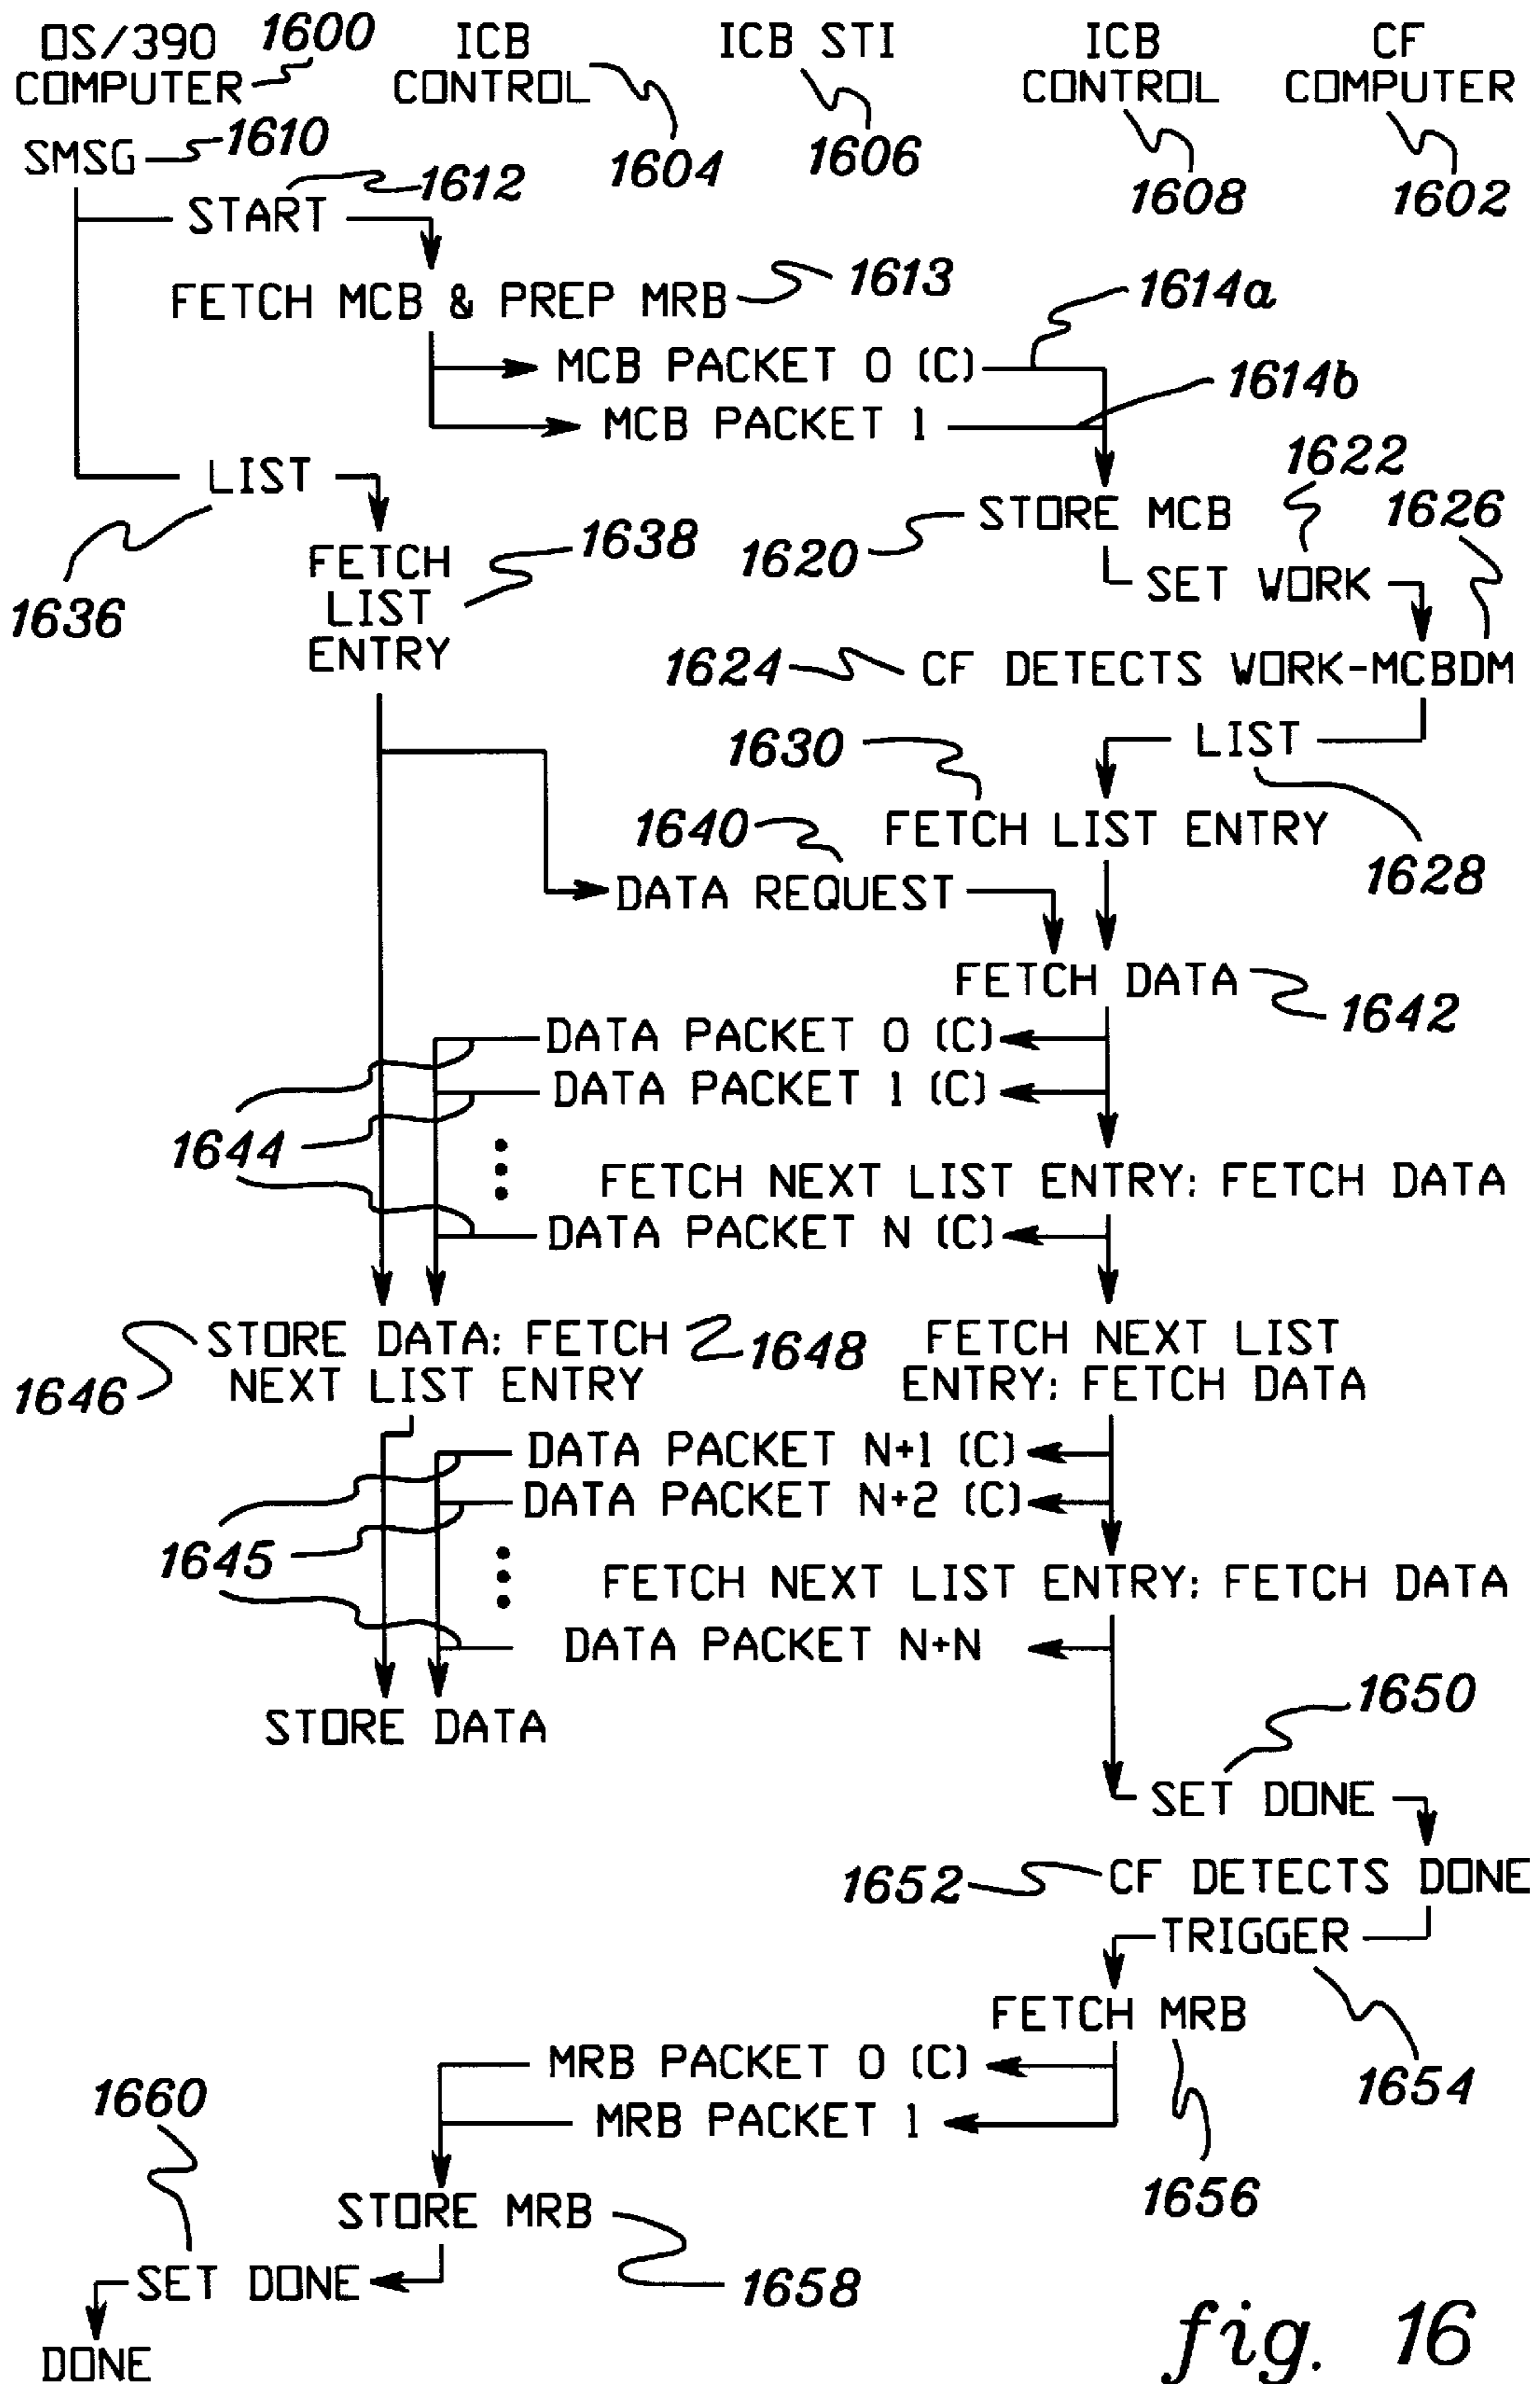 OS/390 COMPUTER 1600
ICB CONTROL 1604
ICB STI 1606
ICB CONTROL 1608
CF COMPUTER 1602
SMSG 1610
START 1612
FETCH MCB & PREP MRB 1613
MCB PACKET 0 (C) 1614a
MCB PACKET 1 1614b
LIST 1636
STORE MCB 1620
SET WORK 1622
1626
FETCH
LIST
ENTRY
1638
1624 CF DETECTS WORK-MCBDM
LIST 1628
1630 FETCH LIST ENTRY
1640 DATA REQUEST
FETCH DATA 1642
DATA PACKET 0 (C)
DATA PACKET 1 (C)
1644
FETCH NEXT LIST ENTRY; FETCH DATA
DATA PACKET N (C)
1646 STORE DATA; FETCH 1648
NEXT LIST ENTRY
FETCH NEXT LIST
ENTRY; FETCH DATA
DATA PACKET N+1 (C)
DATA PACKET N+2 (C)
1645
FETCH NEXT LIST ENTRY; FETCH DATA
DATA PACKET N+N
STORE DATA
1650
SET DONE
1652 CF DETECTS DONE
TRIGGER 1654
FETCH MRB 1656
MRB PACKET 0 (C)
MRB PACKET 1
STORE MRB 1658
1660 SET DONE
DONE
fig. 16